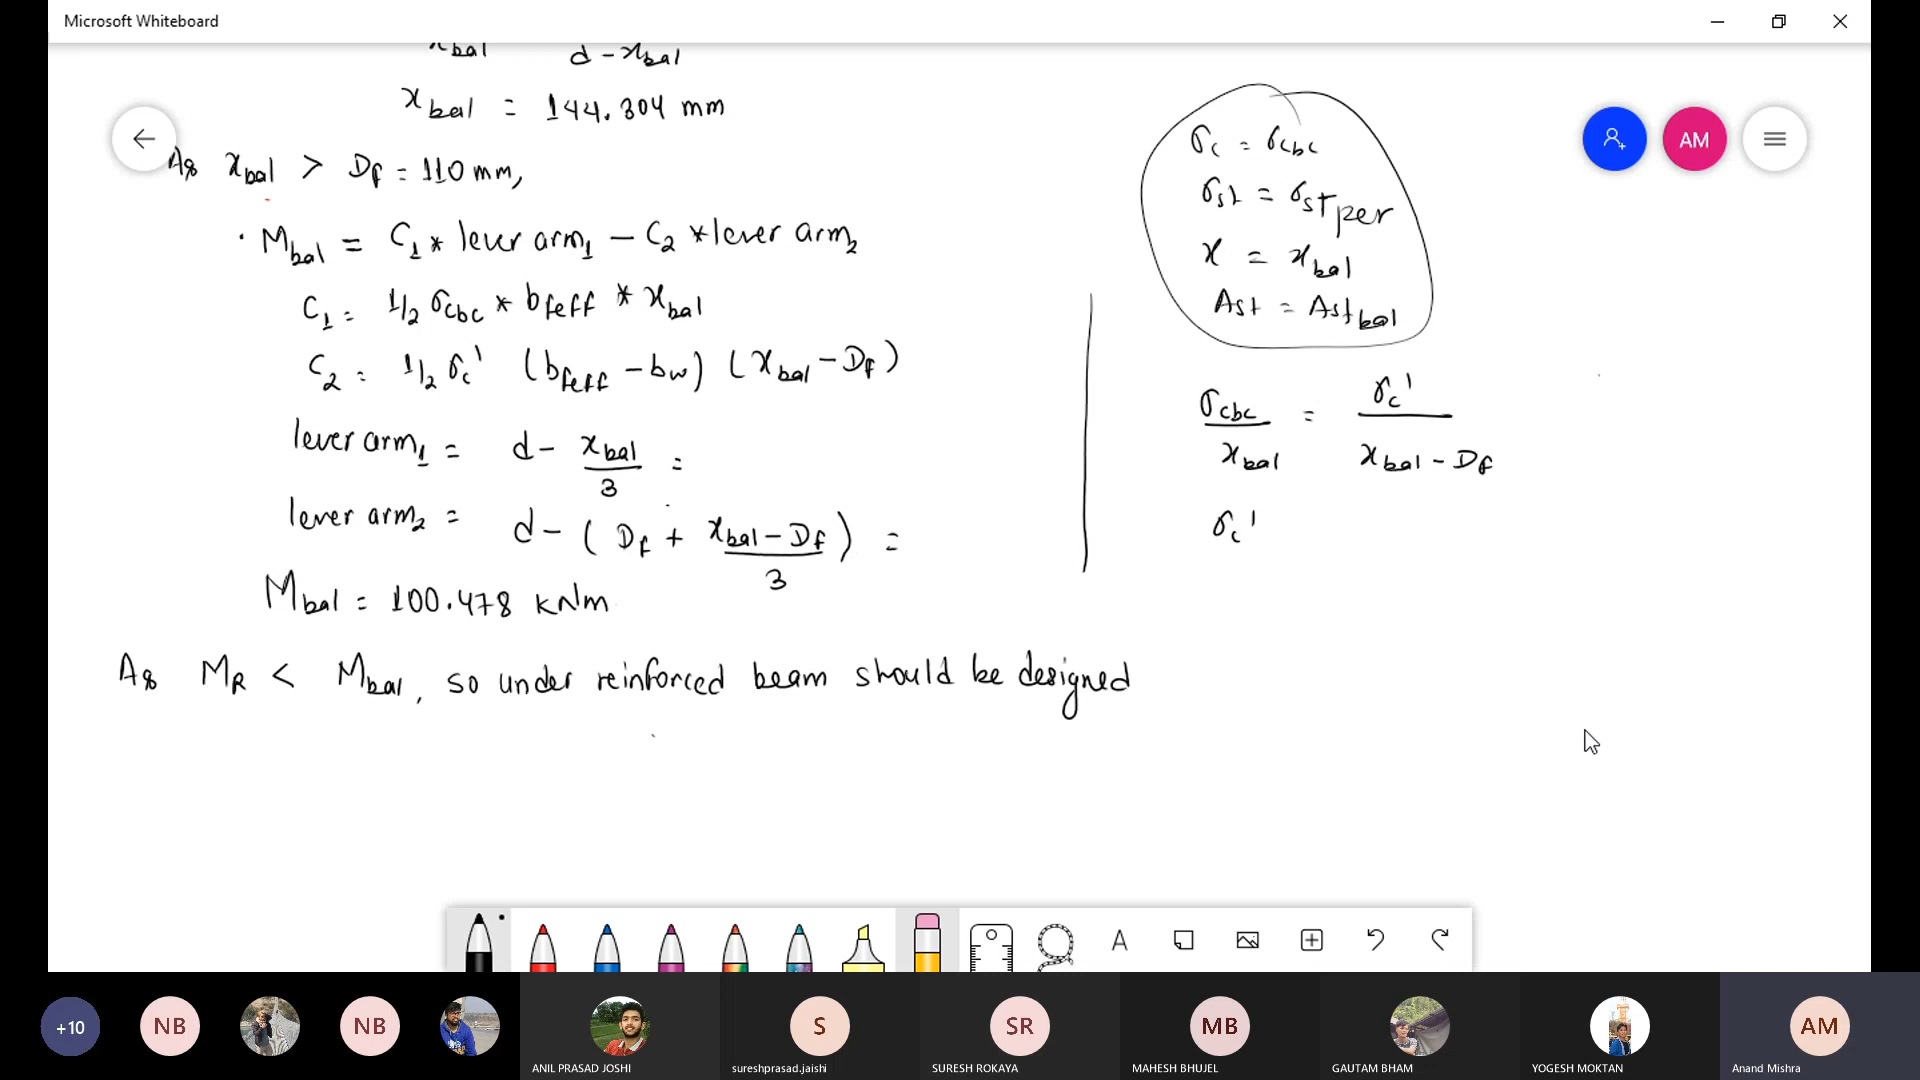 Microsoft Whiteboard
xbal d - xbal
xbal = 144.304 mm
As xbal > Df = 110 mm,
Mbal = C1 * lever arm1 - C2 * lever arm2
C1 = 1/2 σcbc * bfeff * xbal
C2 = 1/2 σc' (bfeff - bw) (xbal - Df)
lever arm1 = d - xbal/3 =
lever arm2 = d - (Df + xbal - Df/3) =
Mbal = 100.478 kNm
As MR < Mbal, so under reinforced beam should be designed
σc = σcbc
σst = σst per
x = xbal
Ast = Astbal
σcbc/xbal = σc'/xbal - Df
σc'
AM
A
+10
NB
NB
ANIL PRASAD JOSHI
S
sureshprasad.jaishi
SR
SURESH ROKAYA
MB
MAHESH BHUJEL
GAUTAM BHAM
YOGESH MOKTAN
AM
Anand Mishra